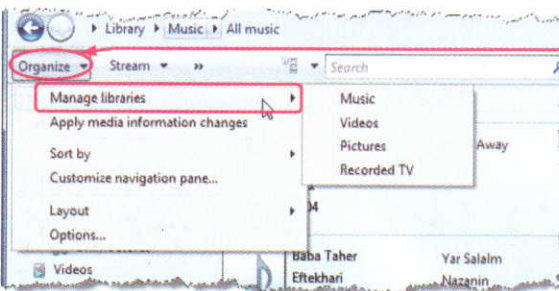 Library ▸ Music ▸ All music
Organize Stream » Search
Manage libraries
Apply media information changes
Sort by
Customize navigation pane...
Layout
Options...
Music
Videos
Pictures
Recorded TV
Away
04
Baba Taher Yar Salalm
Videos Eftekhari Nazanin